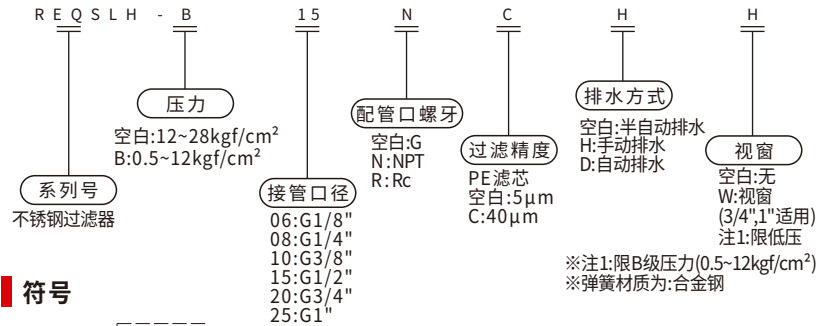 REQSLH - B 15 N C H H
压力
空白:12~28kgf/cm²
B:0.5~12kgf/cm²
系列号
不锈钢过滤器
接管口径
06:G1/8"
08:G1/4"
10:G3/8"
15:G1/2"
20:G3/4"
25:G1"
配管口螺牙
空白:G
N:NPT
R:Rc
过滤精度
PE滤芯
空白:5μm
C:40μm
排水方式
空白:半自动排水
H:手动排水
D:自动排水
视窗
空白:无
W:视窗
(3/4",1"适用)
注1:限低压
※注1:限B级压力(0.5~12kgf/cm²)
※弹簧材质为:合金钢
符号